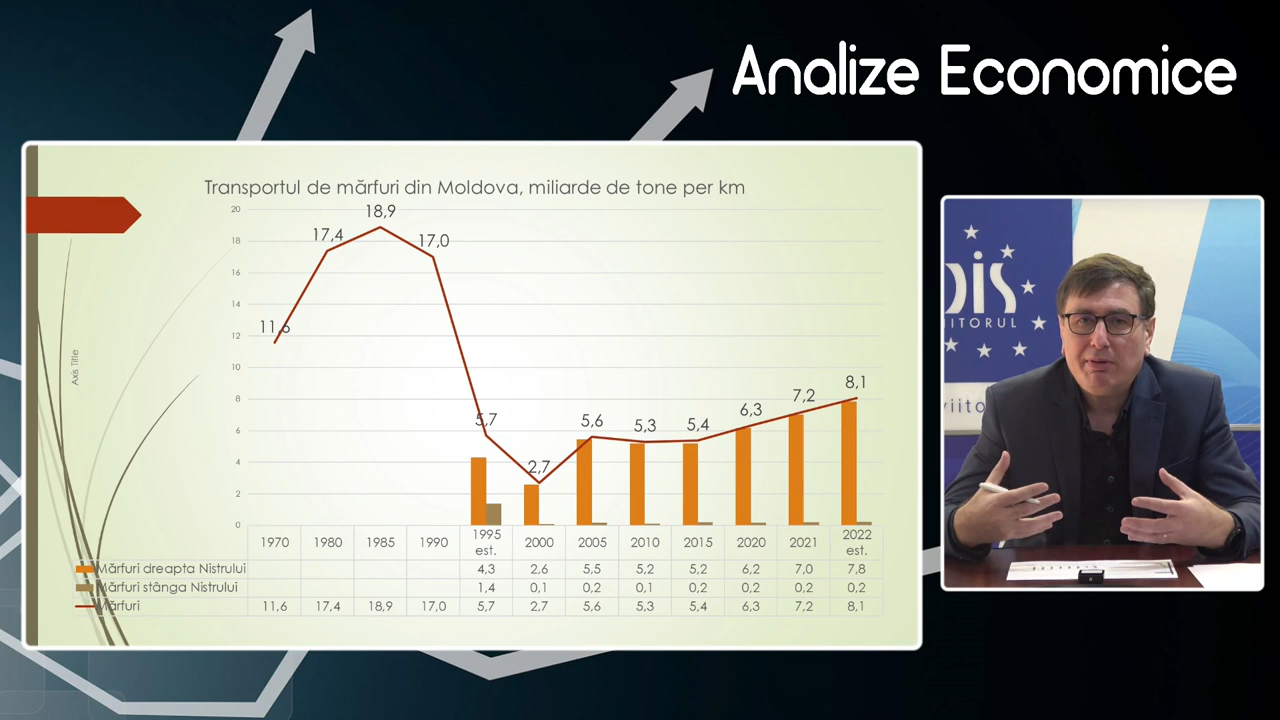 Analize Economice
Transportul de mărfuri din Moldova, miliarde de tone per km
20
18
16
14
12
10
8
6
4
2
0
Axis Title
11,6
17,4
18,9
17,0
5,7
2,7
5,6
5,3
5,4
6,3
7,2
8,1
1970 1980 1985 1990 1995 est. 2000 2005 2010 2015 2020 2021 2022 est.
Mărfuri dreapta Nistrului 4,3 2,6 5,5 5,2 5,2 6,2 7,0 7,8
Mărfuri stânga Nistrului 1,4 0,1 0,2 0,1 0,2 0,2 0,2 0,2
Mărfuri 11,6 17,4 18,9 17,0 5,7 2,7 5,6 5,3 5,4 6,3 7,2 8,1
DIS
VIITORUL
viito